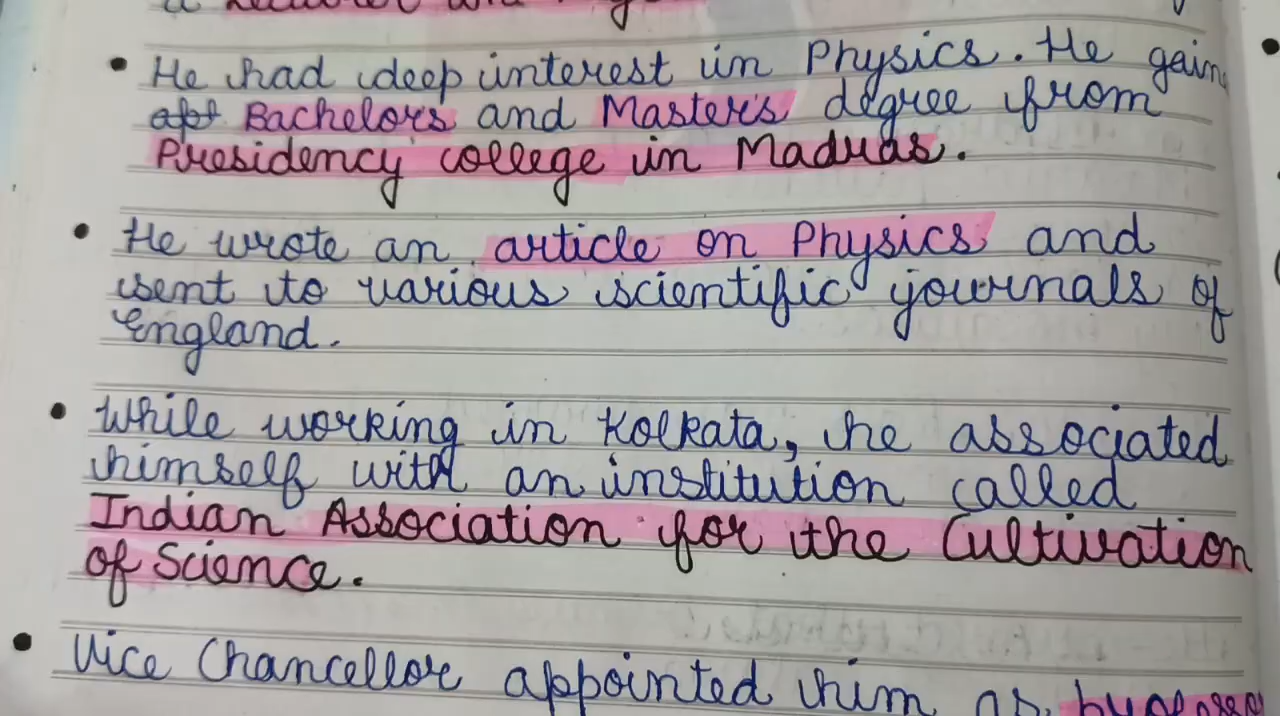 He had deep interest in Physics. He gain
Bachelor's and Master's degree from
Presidency college in Madras.
He wrote an article on Physics and
sent to various scientific journals of
England.
While working in Kolkata, he associated
himself with an institution called
Indian Association for the Cultivation
of Science.
Vice Chancellor appointed him as